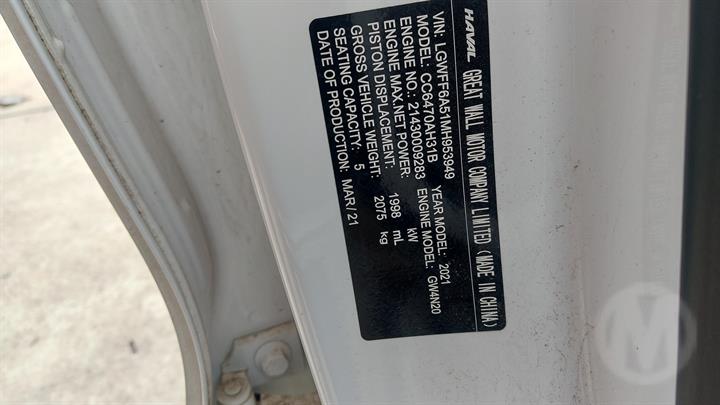 HAVAL GREAT WALL MOTOR COMPANY LIMITED (MADE IN CHINA)
VIN: LGWFF6A51MH953949
MODEL: CC6470AH31B YEAR MODEL: 2021
ENGINE NO.: 21430009283 ENGINE MODEL: GW4N20
ENGINE MAX.NET POWER: kW
PISTON DISPLACEMENT: 1998 mL
GROSS VEHICLE WEIGHT: 2075 kg
SEATING CAPACITY: 5
DATE OF PRODUCTION: MAR/21
M